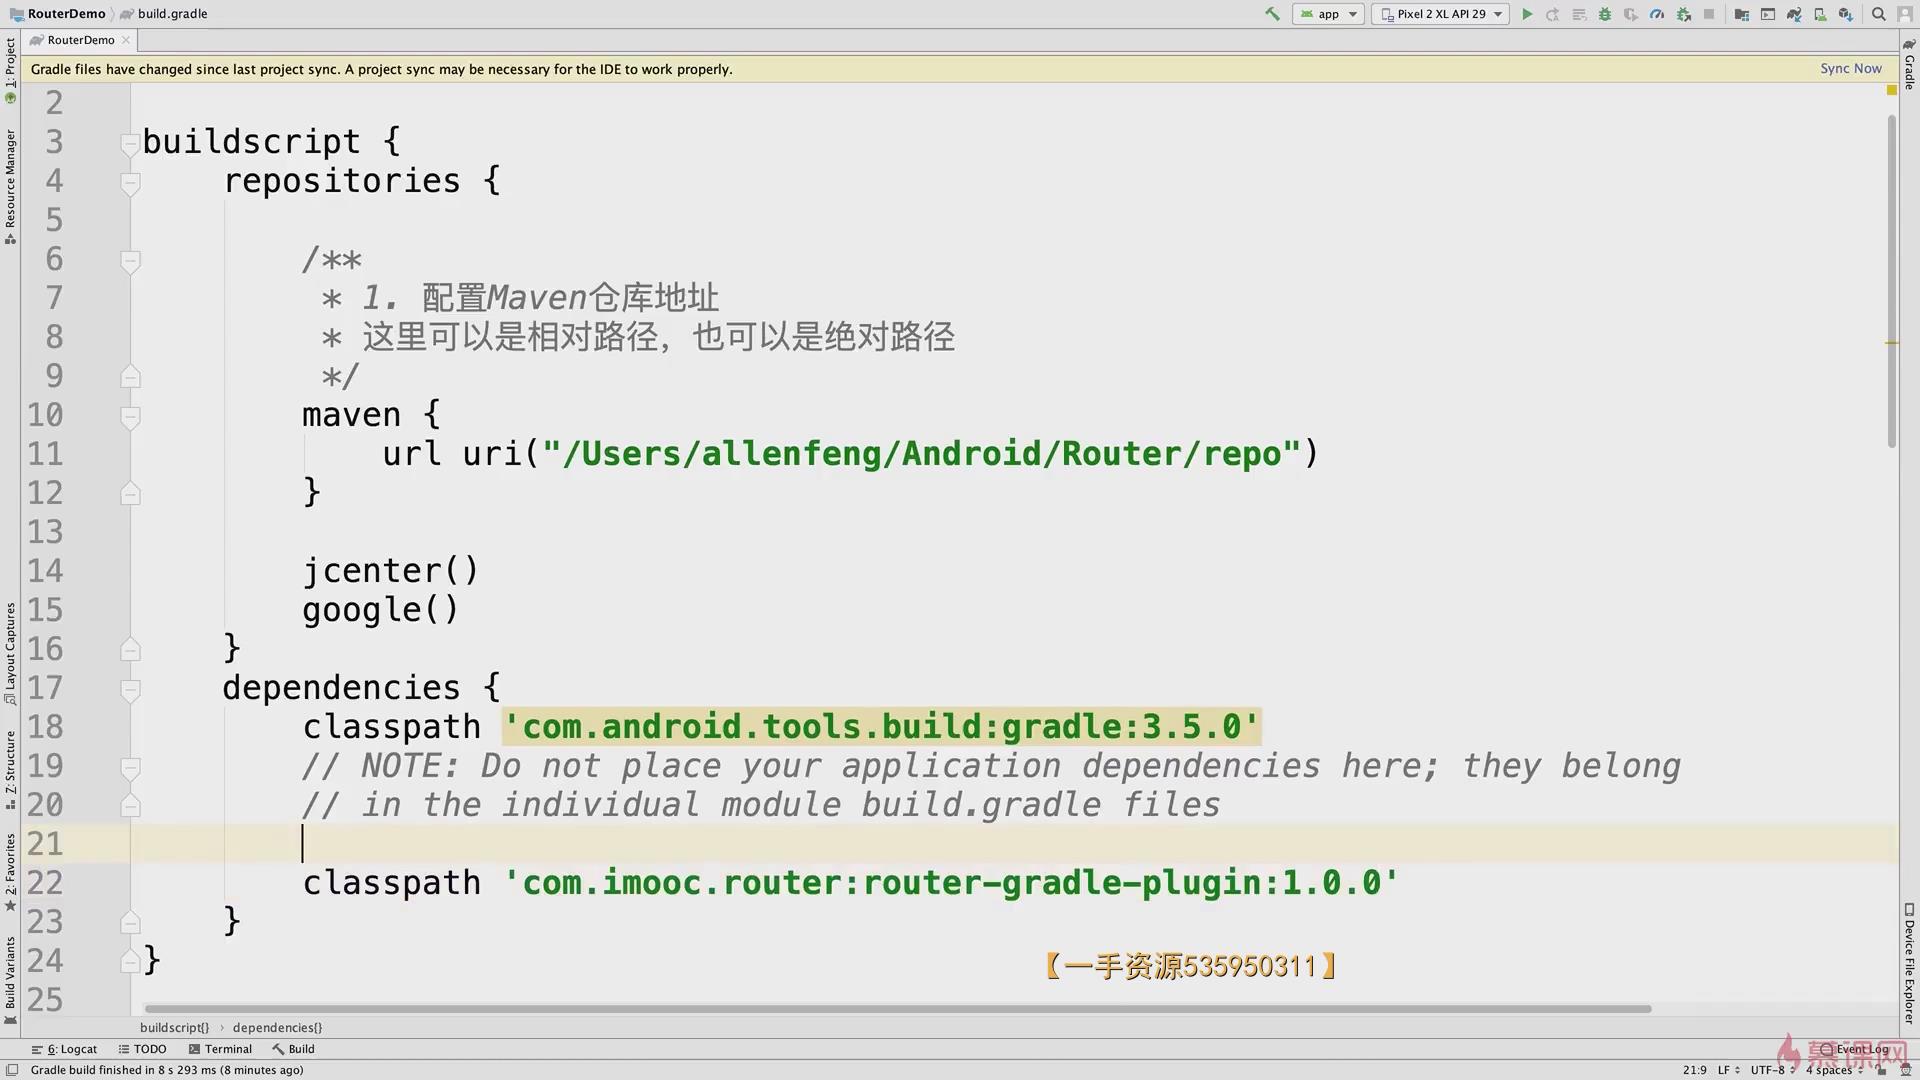 RouterDemo build.gradle
app Pixel 2 XL API 29
RouterDemo
Gradle files have changed since last project sync. A project sync may be necessary for the IDE to work properly. Sync Now
1: Project
Resource Manager
Layout Captures
Z: Structure
2: Favorites
Build Variants
Gradle
Device File Explorer
2
3 buildscript {
4 repositories {
5
6 /**
7 * 1. 配置Maven仓库地址
8 * 这里可以是相对路径，也可以是绝对路径
9 */
10 maven {
11 url uri("/Users/allenfeng/Android/Router/repo")
12 }
13
14 jcenter()
15 google()
16 }
17 dependencies {
18 classpath 'com.android.tools.build:gradle:3.5.0'
19 // NOTE: Do not place your application dependencies here; they belong
20 // in the individual module build.gradle files
21
22 classpath 'com.imooc.router:router-gradle-plugin:1.0.0'
23 }
24 }
25
【一手资源535950311】
buildscript{} › dependencies{}
6: Logcat TODO Terminal Build Event Log
慕课网
Gradle build finished in 8 s 293 ms (8 minutes ago) 21:9 LF UTF-8 4 spaces